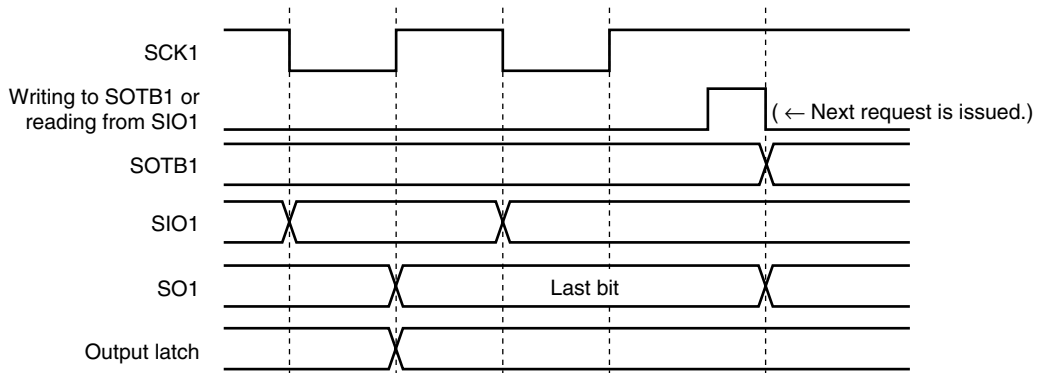 SCK1
Writing to SOTB1 or
reading from SIO1
( ← Next request is issued.)
SOTB1
SIO1
SO1
Last bit
Output latch